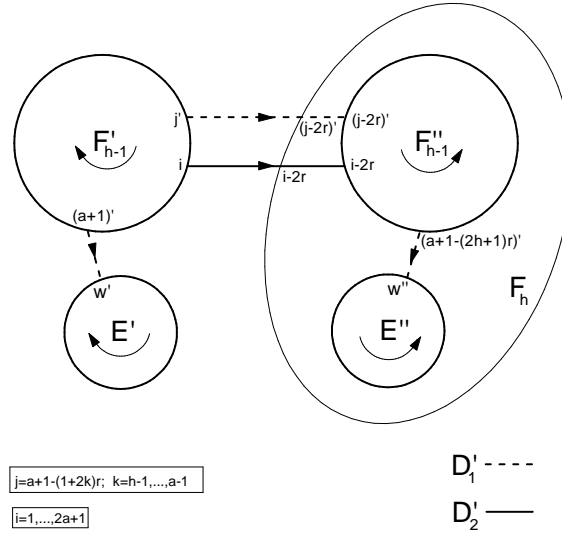 j' (j-2r)' (j-2r)'
F'h-1 F''h-1
i i-2r i-2r
(a+1)' (a+1-(2h+1)r)'
w' w'' Fh
E' E''
D'1
j=a+1-(1+2k)r; k=h-1,...,a-1
D'2
i=1,...,2a+1